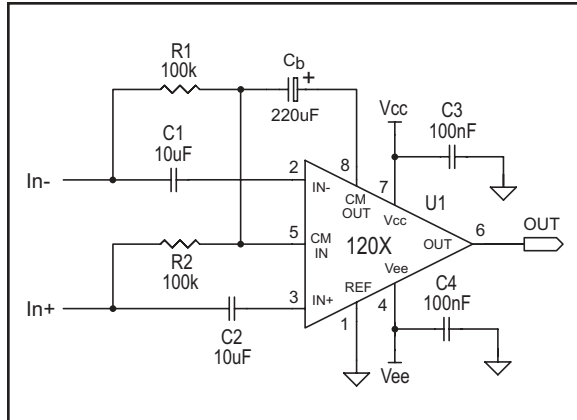 R1
100k
Cb
+
220uF
Vcc
C3
100nF
C1
10uF
In-
2
IN-
8
CM
OUT
7
Vcc
U1
5
CM
IN
120X
OUT
6
OUT
R2
100k
Vee
C4
100nF
REF
In+
3
IN+
1
4
C2
10uF
Vee